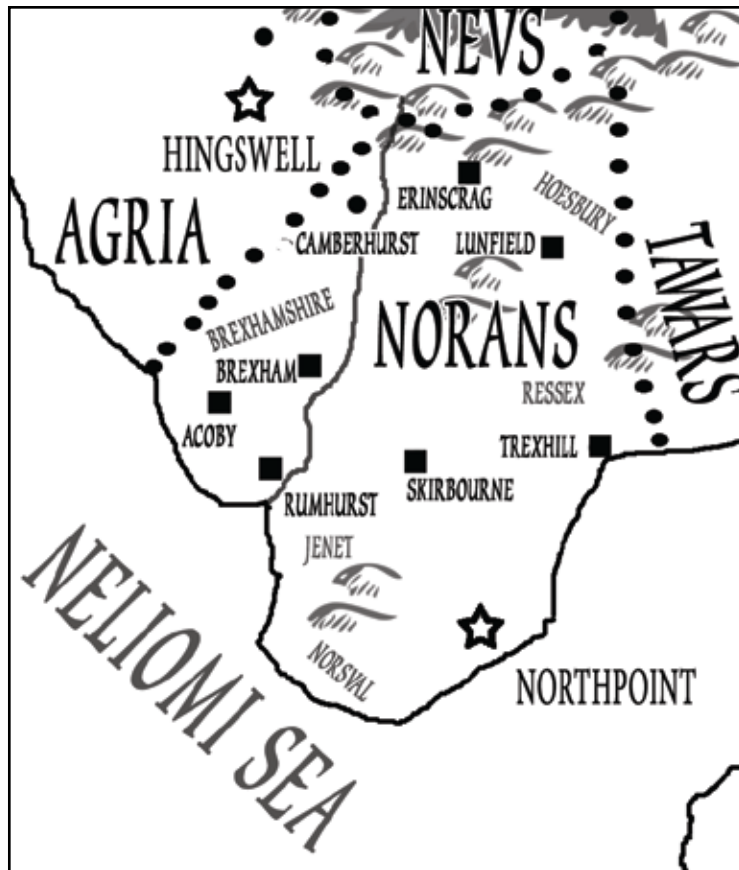 NEVS
HINGSWELL
ERINSCRAG
HOESBURY
AGRIA
CAMBERHURST
LUNFIELD
TAWARS
BREXHAMSHIRE
NORANS
BREXHAM
RESSEX
ACOBY
TREXHILL
SKIRBOURNE
RUMHURST
JENET
NELIOMI SEA
NORSVAL
NORTHPOINT